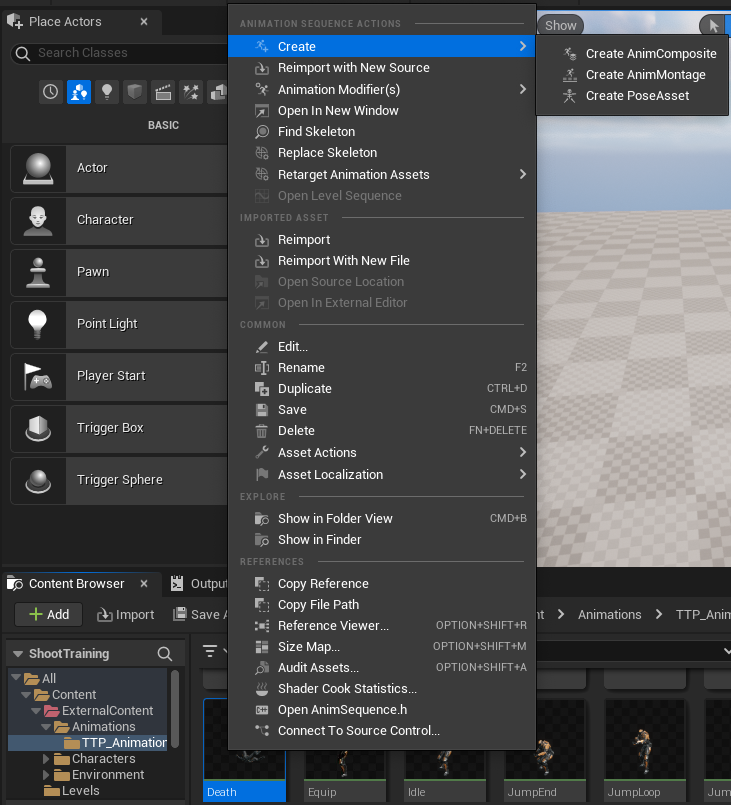 Place Actors
Search Classes
BASIC
Actor
Character
Pawn
Point Light
Player Start
Trigger Box
Trigger Sphere
ANIMATION SEQUENCE ACTIONS
Create
Reimport with New Source
Animation Modifier(s)
Open In New Window
Find Skeleton
Replace Skeleton
Retarget Animation Assets
Open Level Sequence
IMPORTED ASSET
Reimport
Reimport With New File
Open Source Location
Open In External Editor
COMMON
Edit...
Rename F2
Duplicate CTRL+D
Save CMD+S
Delete FN+DELETE
Asset Actions
Asset Localization
EXPLORE
Show in Folder View CMD+B
Show in Finder
REFERENCES
Copy Reference
Copy File Path
Reference Viewer... OPTION+SHIFT+R
Size Map... OPTION+SHIFT+M
Audit Assets... OPTION+SHIFT+A
Shader Cook Statistics...
Open AnimSequence.h
Connect To Source Control...
Show
Create AnimComposite
Create AnimMontage
Create PoseAsset
Content Browser
Output
Add
Import
Save A
nt
Animations
TTP_Anim
ShootTraining
All
Content
ExternalContent
Animations
TTP_Animation
Characters
Environment
Levels
Death
Equip
Idle
JumpEnd
JumpLoop
Jum